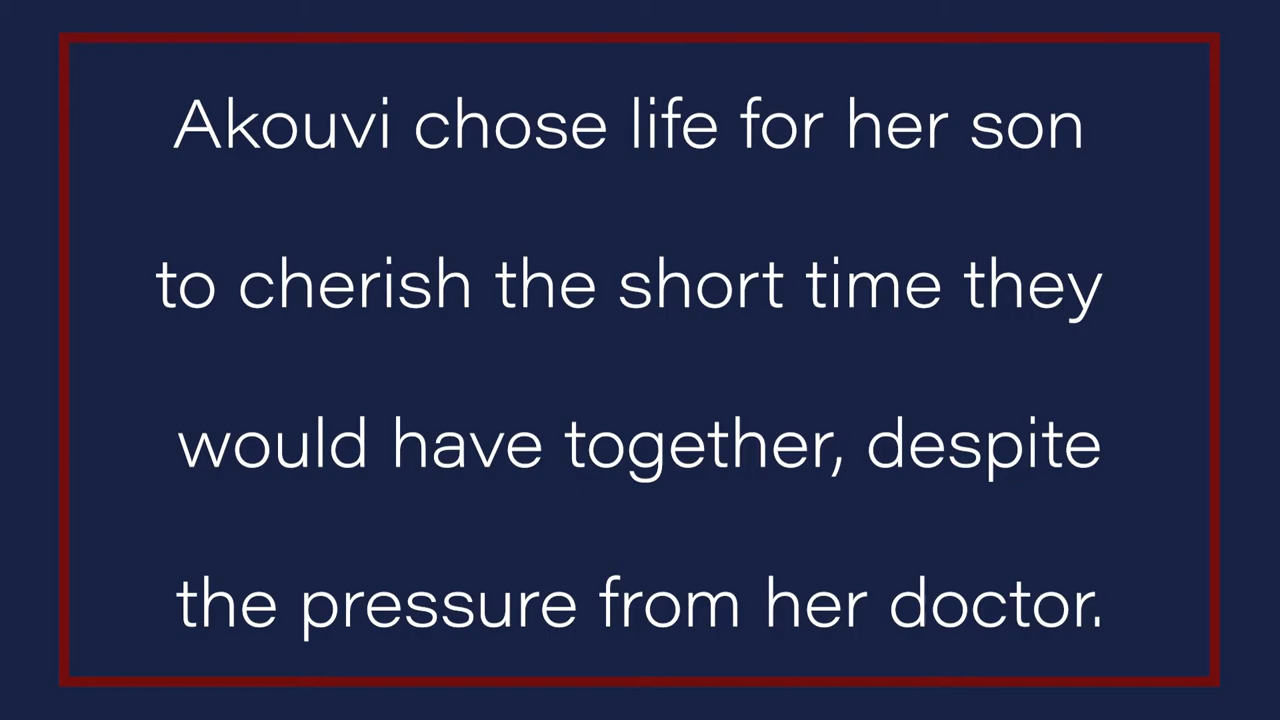 Akouvi chose life for her son
to cherish the short time they
would have together, despite
the pressure from her doctor.